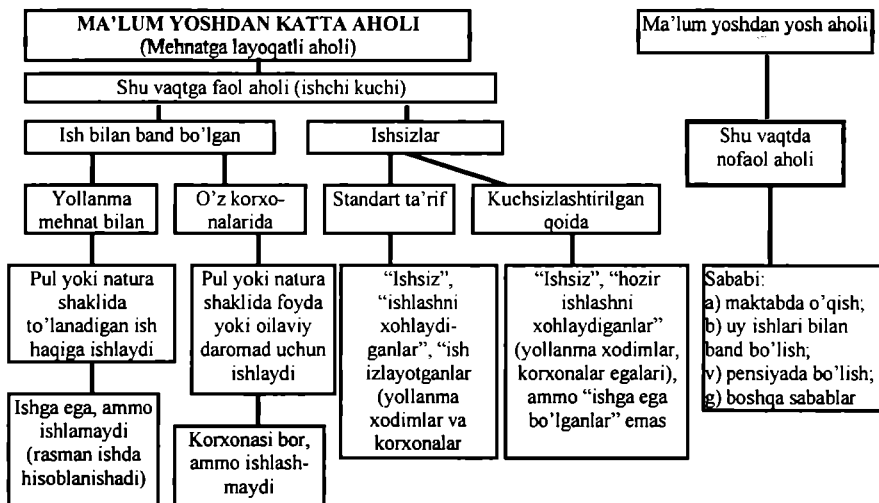 MA’LUM YOSHDAN KATTA AHOLI
(Mehnatga layoqatli aholi)
Ma’lum yoshdan yosh aholi
Shu vaqtga faol aholi (ishchi kuchi)
Ish bilan band bo’lgan
Ishsizlar
Shu vaqtda
nofaol aholi
Yollanma
mehnat bilan
O’z korxo-
nalarida
Standart ta’rif
Kuchsizlashtirilgan
qoida
Pul yoki natura
shaklida
to’lanadigan ish
haqiga ishlaydi
Pul yoki natura
shaklida foyda
yoki oilaviy
daromad uchun
ishlaydi
“Ishsiz”,
“ishlashni
xohlaydi-
ganlar”, “ish
izlayotganlar
(yollanma
xodimlar va
korxonalar
“Ishsiz”, “hozir
ishlashni
xohlaydiganlar”
(yollanma xodimlar,
korxonalar egalari),
ammo “ishga ega
bo’lganlar” emas
Sababi:
a) maktabda o’qish;
b) uy ishlari bilan
band bo’lish;
v) pensiyada bo’lish;
g) boshqa sabablar
Ishga ega, ammo
ishlamaydi
(rasman ishda
hisoblanishadi)
Korxonasi bor,
ammo ishlash-
maydi